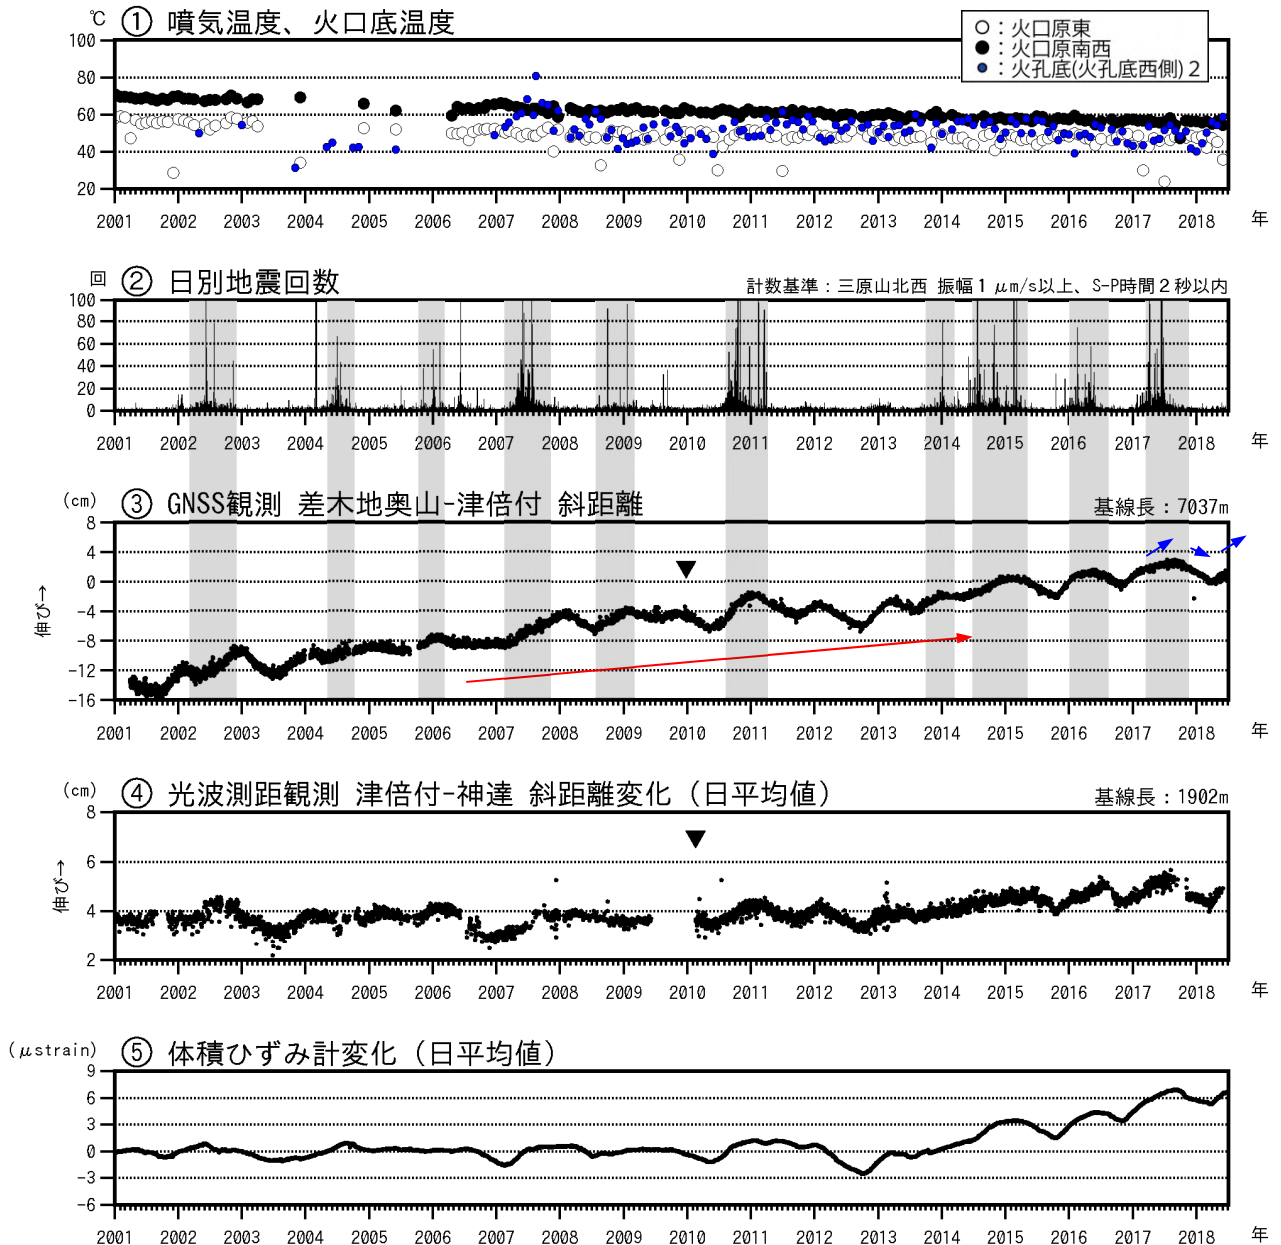 ℃ ① 噴気温度、火口底温度
○：火口原東
●：火口原南西
●：火孔底(火孔底西側)２
100
80
60
40
20
2001 2002 2003 2004 2005 2006 2007 2008 2009 2010 2011 2012 2013 2014 2015 2016 2017 2018 年
回 ② 日別地震回数
計数基準：三原山北西 振幅１μm/s以上、S-P時間２秒以内
100
80
60
40
20
0
2001 2002 2003 2004 2005 2006 2007 2008 2009 2010 2011 2012 2013 2014 2015 2016 2017 2018 年
(cm) ③ GNSS観測 差木地奥山-津倍付 斜距離
基線長：7037m
8
4
0
-4
-8
-12
-16
伸び→
2001 2002 2003 2004 2005 2006 2007 2008 2009 2010 2011 2012 2013 2014 2015 2016 2017 2018 年
(cm) ④ 光波測距観測 津倍付-神達 斜距離変化（日平均値）
基線長：1902m
8
6
4
2
伸び→
2001 2002 2003 2004 2005 2006 2007 2008 2009 2010 2011 2012 2013 2014 2015 2016 2017 2018 年
(μstrain) ⑤ 体積ひずみ計変化（日平均値）
9
6
3
0
-3
-6
2001 2002 2003 2004 2005 2006 2007 2008 2009 2010 2011 2012 2013 2014 2015 2016 2017 2018 年